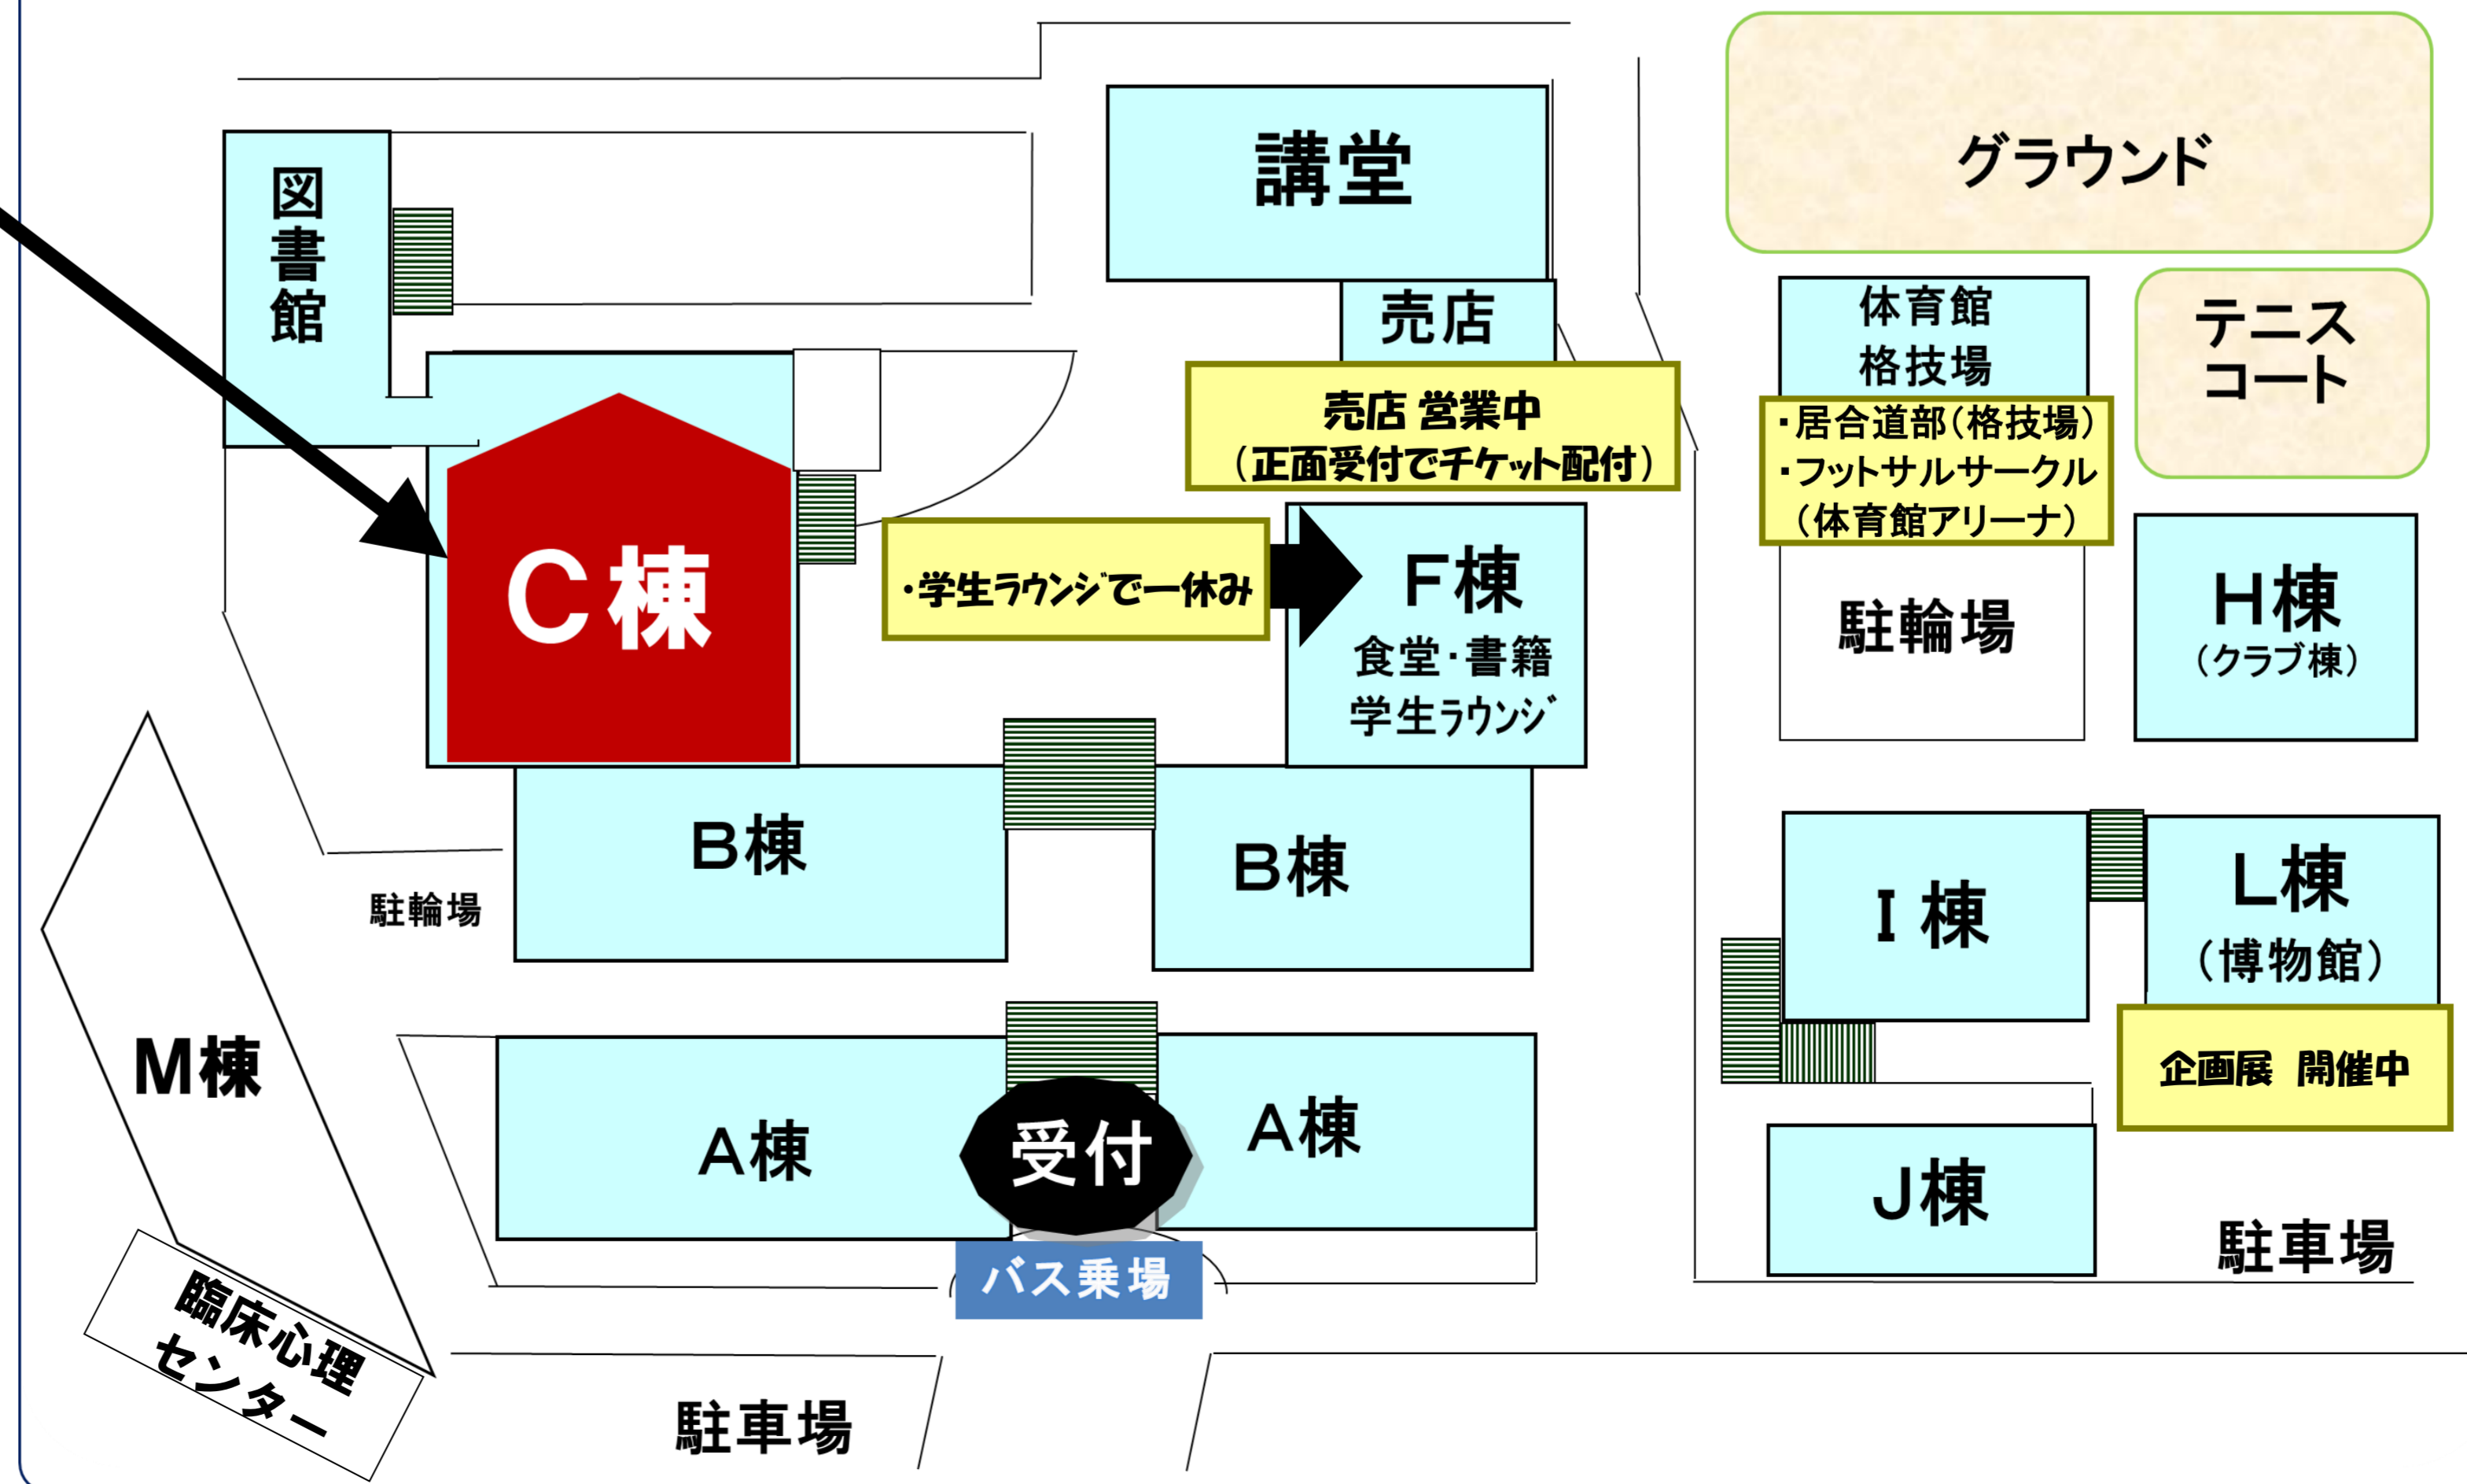 講堂
グラウンド
図書館
売店
体育館
格技場
テニス
コート
売店 営業中
（正面受付でチケット配付）
・居合道部（格技場）
・フットサルサークル
（体育館アリーナ）
C棟
・学生ラウンジで一休み
F棟
食堂・書籍
学生ラウンジ
駐輪場
H棟
（クラブ棟）
B棟
B棟
駐輪場
I棟
L棟
（博物館）
M棟
企画展 開催中
A棟
受付
A棟
J棟
バス乗場
駐車場
臨床心理
センター
駐車場